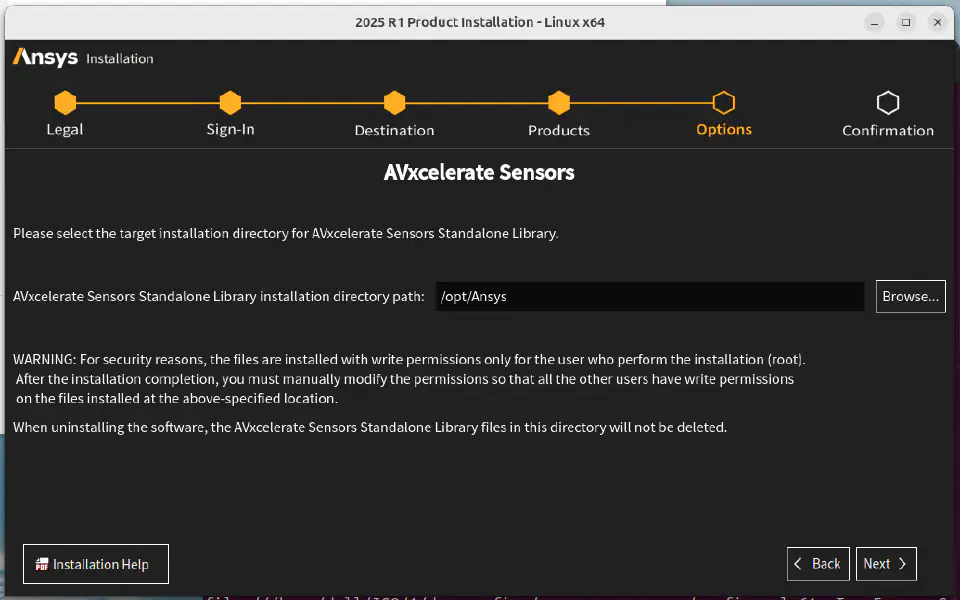 2025 R1 Product Installation - Linux x64
Ansys Installation
Legal
Sign-In
Destination
Products
Options
Confirmation
AVxcelerate Sensors
Please select the target installation directory for AVxcelerate Sensors Standalone Library.
AVxcelerate Sensors Standalone Library installation directory path: /opt/Ansys Browse...
WARNING: For security reasons, the files are installed with write permissions only for the user who perform the installation (root).
After the installation completion, you must manually modify the permissions so that all the other users have write permissions
on the files installed at the above-specified location.
When uninstalling the software, the AVxcelerate Sensors Standalone Library files in this directory will not be deleted.
PDF Installation Help
Back
Next